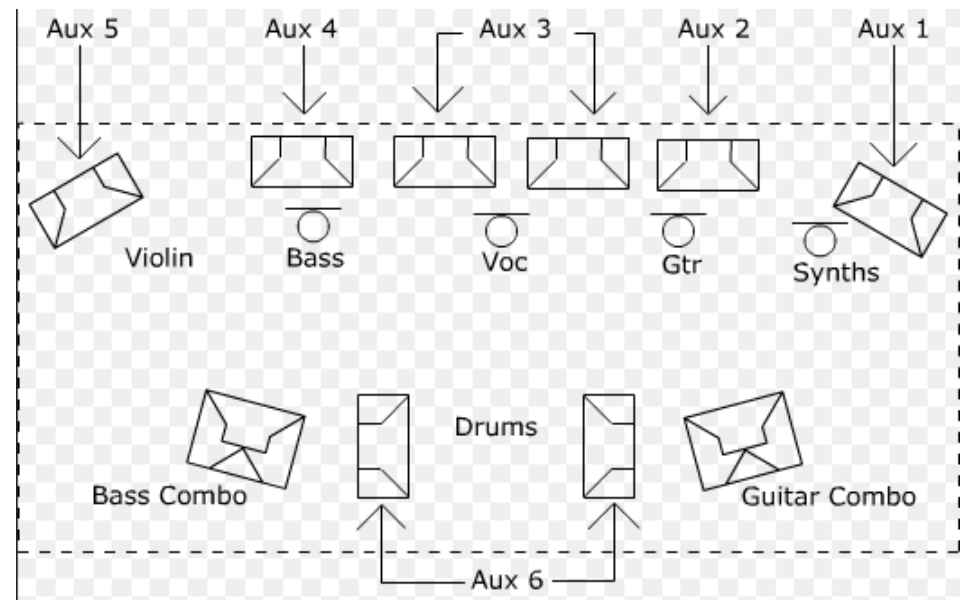 Aux 5
Aux 4
Aux 3
Aux 2
Aux 1
Violin
Bass
Voc
Gtr
Synths
Drums
Bass Combo
Guitar Combo
Aux 6